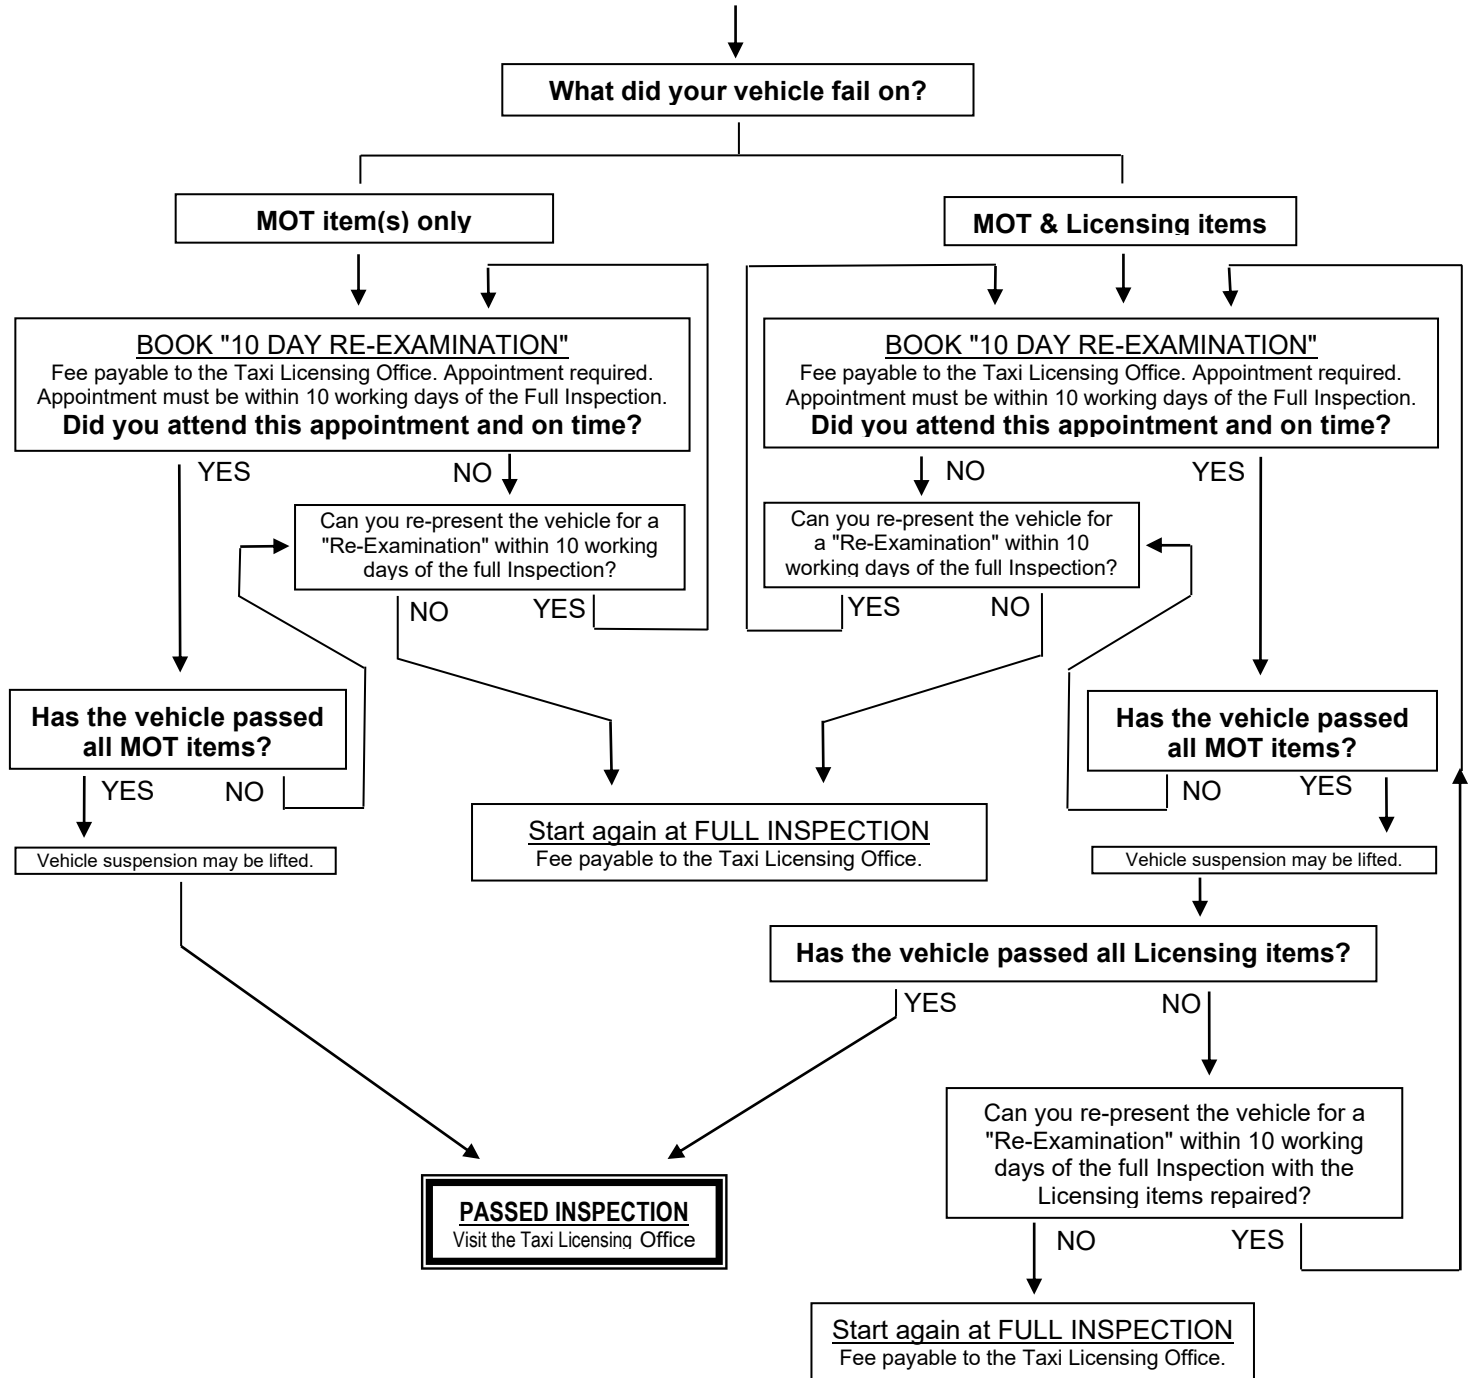 What did your vehicle fail on?
MOT item(s) only
MOT & Licensing items
BOOK "10 DAY RE-EXAMINATION"
Fee payable to the Taxi Licensing Office. Appointment required.
Appointment must be within 10 working days of the Full Inspection.
Did you attend this appointment and on time?
BOOK "10 DAY RE-EXAMINATION"
Fee payable to the Taxi Licensing Office. Appointment required.
Appointment must be within 10 working days of the Full Inspection.
Did you attend this appointment and on time?
YES
NO
NO
YES
Can you re-present the vehicle for a
"Re-Examination" within 10 working
days of the full Inspection?
Can you re-present the vehicle for
a "Re-Examination" within 10
working days of the full Inspection?
NO
YES
YES
NO
Has the vehicle passed
all MOT items?
Has the vehicle passed
all MOT items?
YES
NO
NO
YES
Start again at FULL INSPECTION
Fee payable to the Taxi Licensing Office.
Vehicle suspension may be lifted.
Vehicle suspension may be lifted.
Has the vehicle passed all Licensing items?
YES
NO
Can you re-present the vehicle for a
"Re-Examination" within 10 working
days of the full Inspection with the
Licensing items repaired?
PASSED INSPECTION
Visit the Taxi Licensing Office
NO
YES
Start again at FULL INSPECTION
Fee payable to the Taxi Licensing Office.